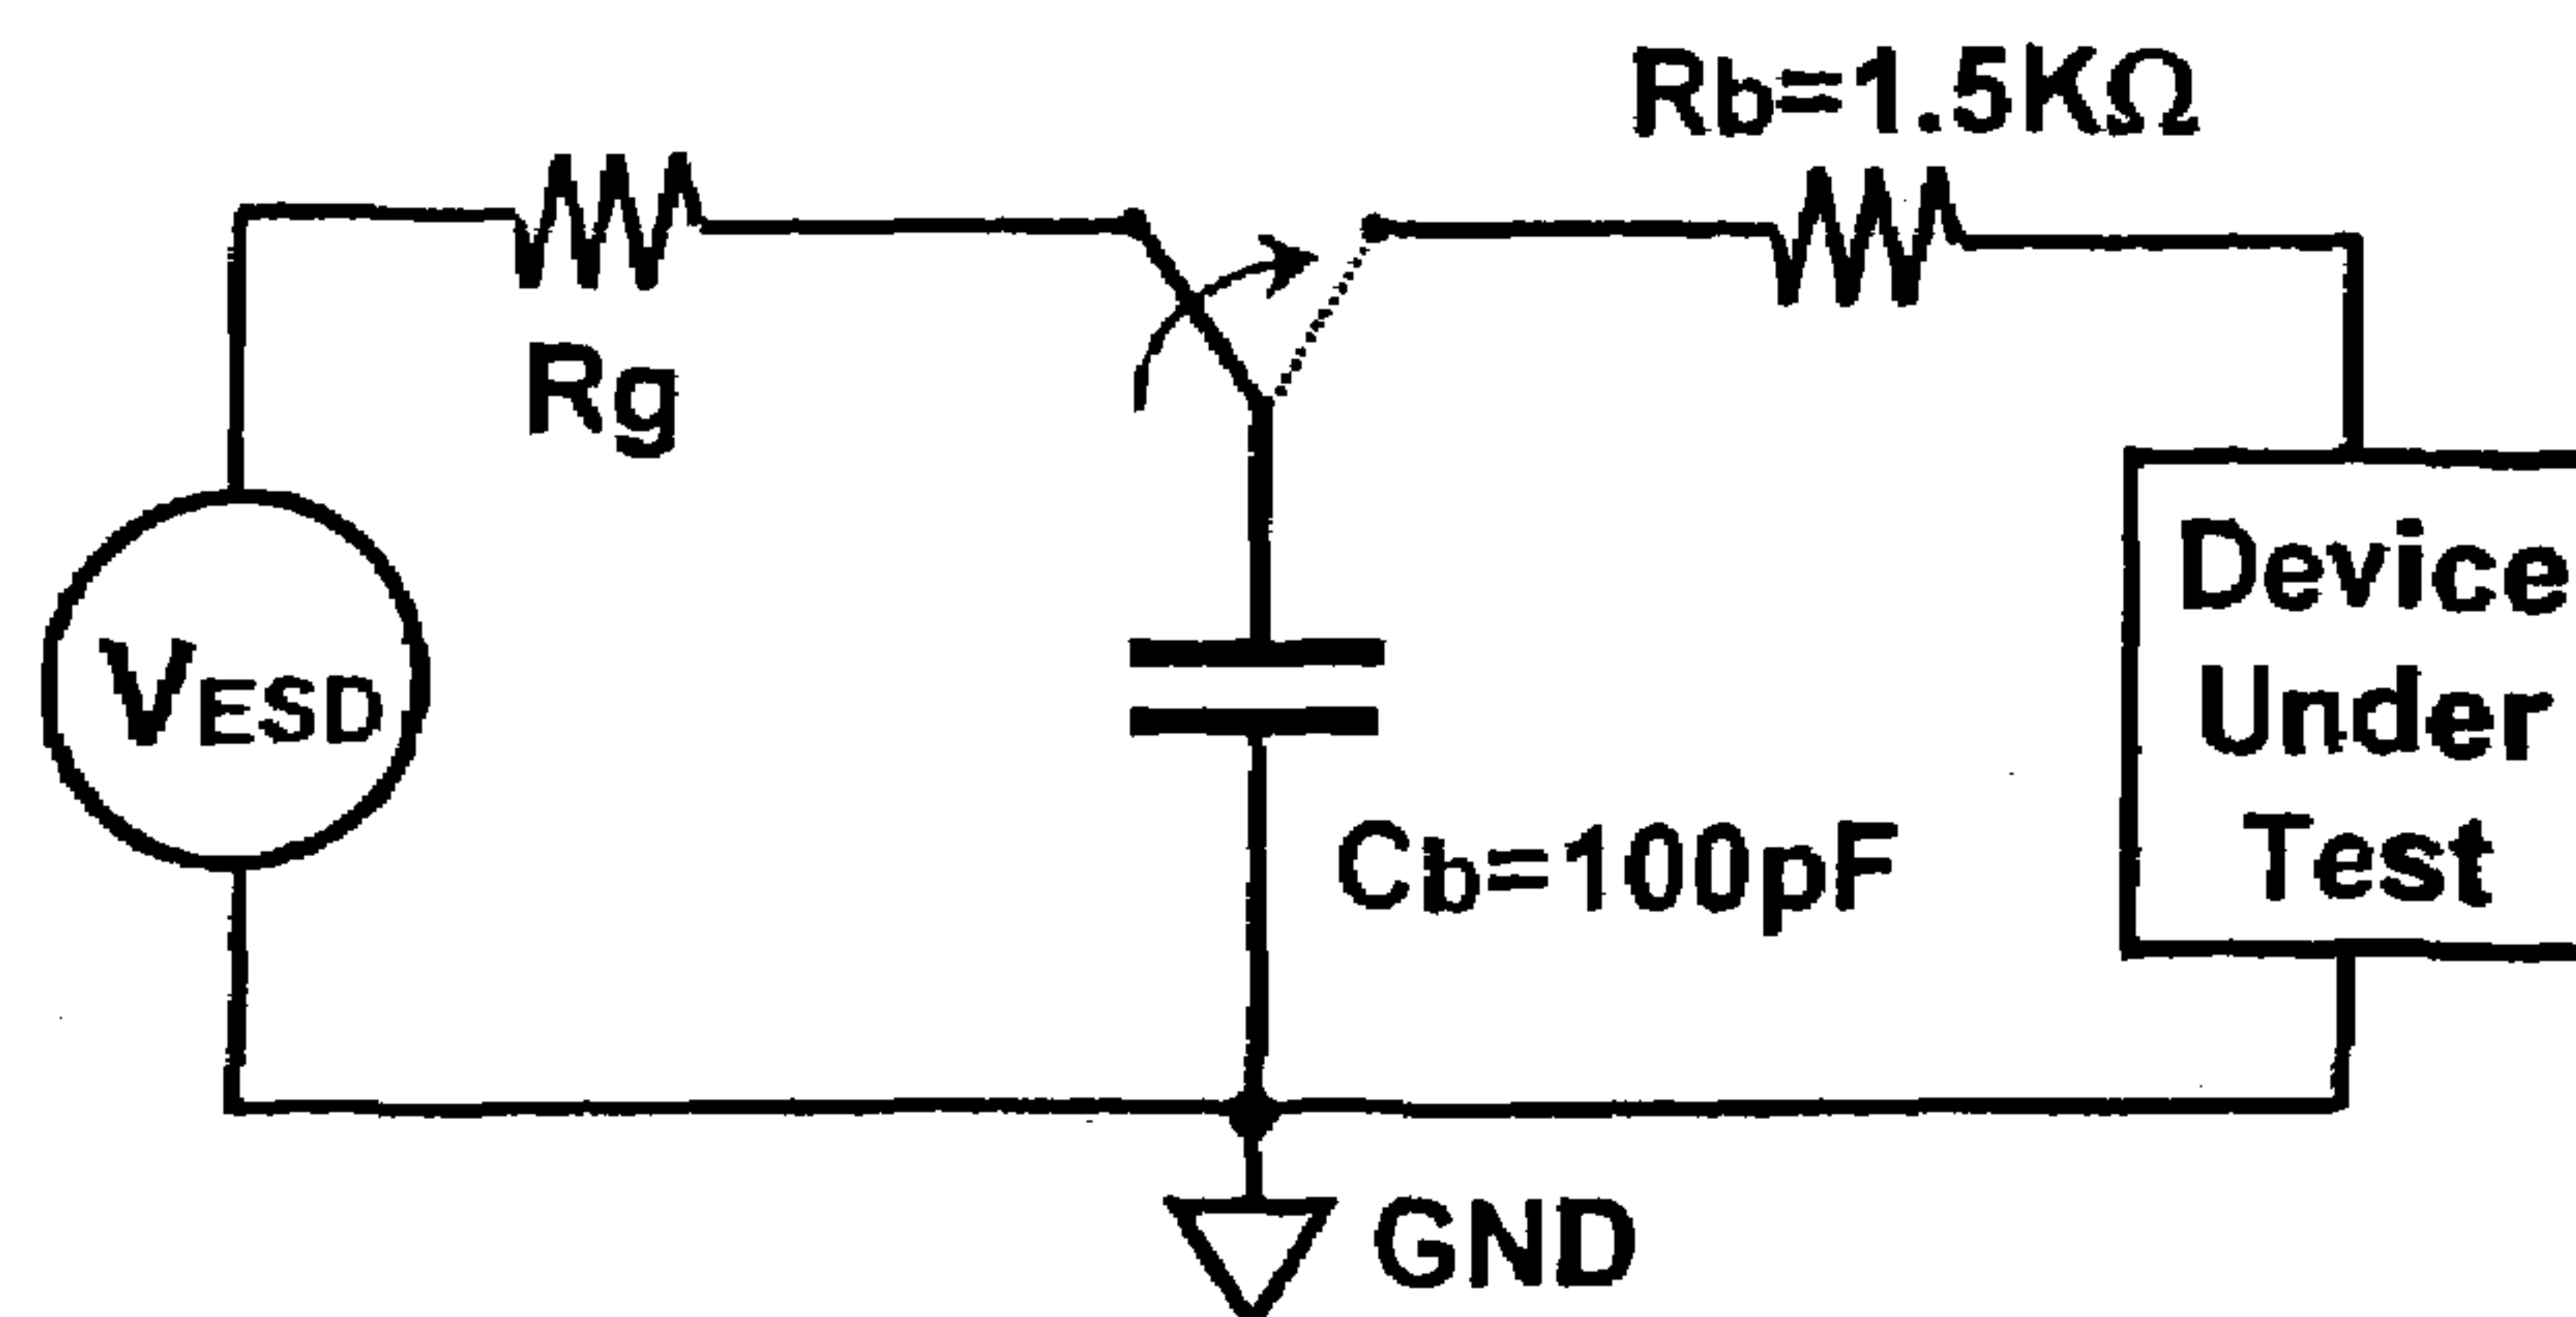 Rb=1.5KΩ
Rg
VESD
Cb=100pF
Device
Under
Test
GND